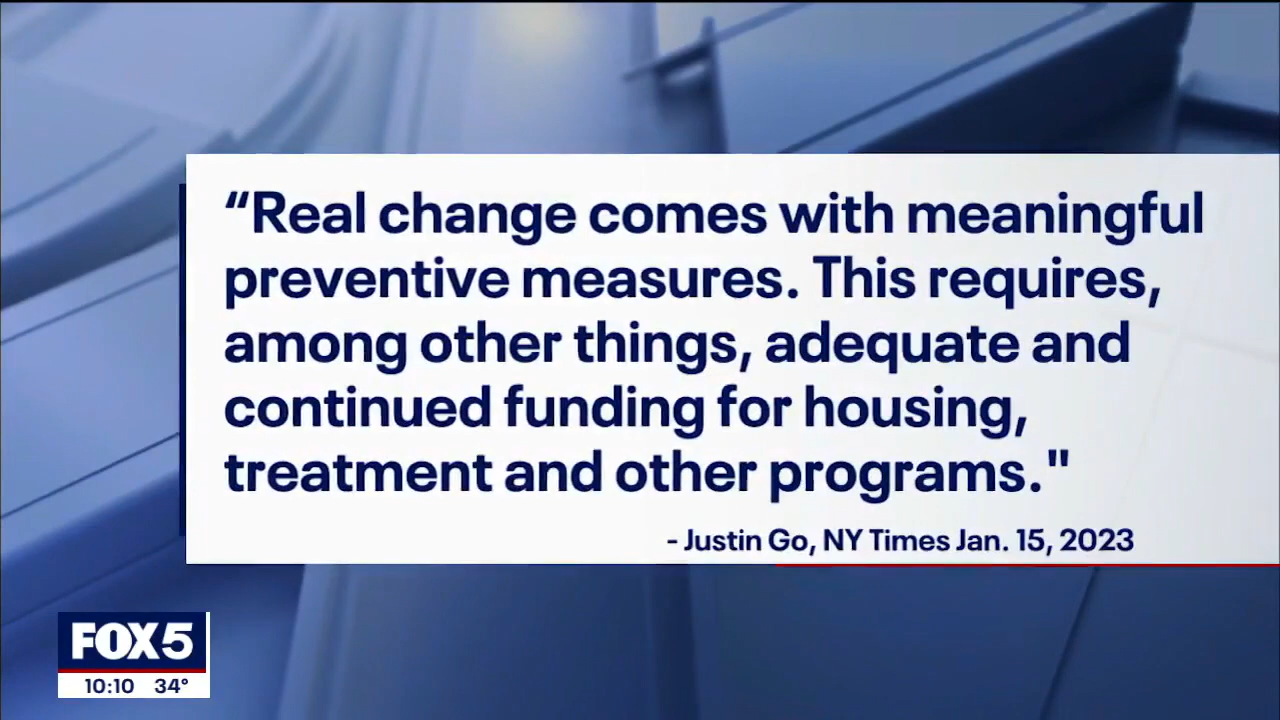 “Real change comes with meaningful
preventive measures. This requires,
among other things, adequate and
continued funding for housing,
treatment and other programs."
- Justin Go, NY Times Jan. 15, 2023
FOX5
10:10 34°